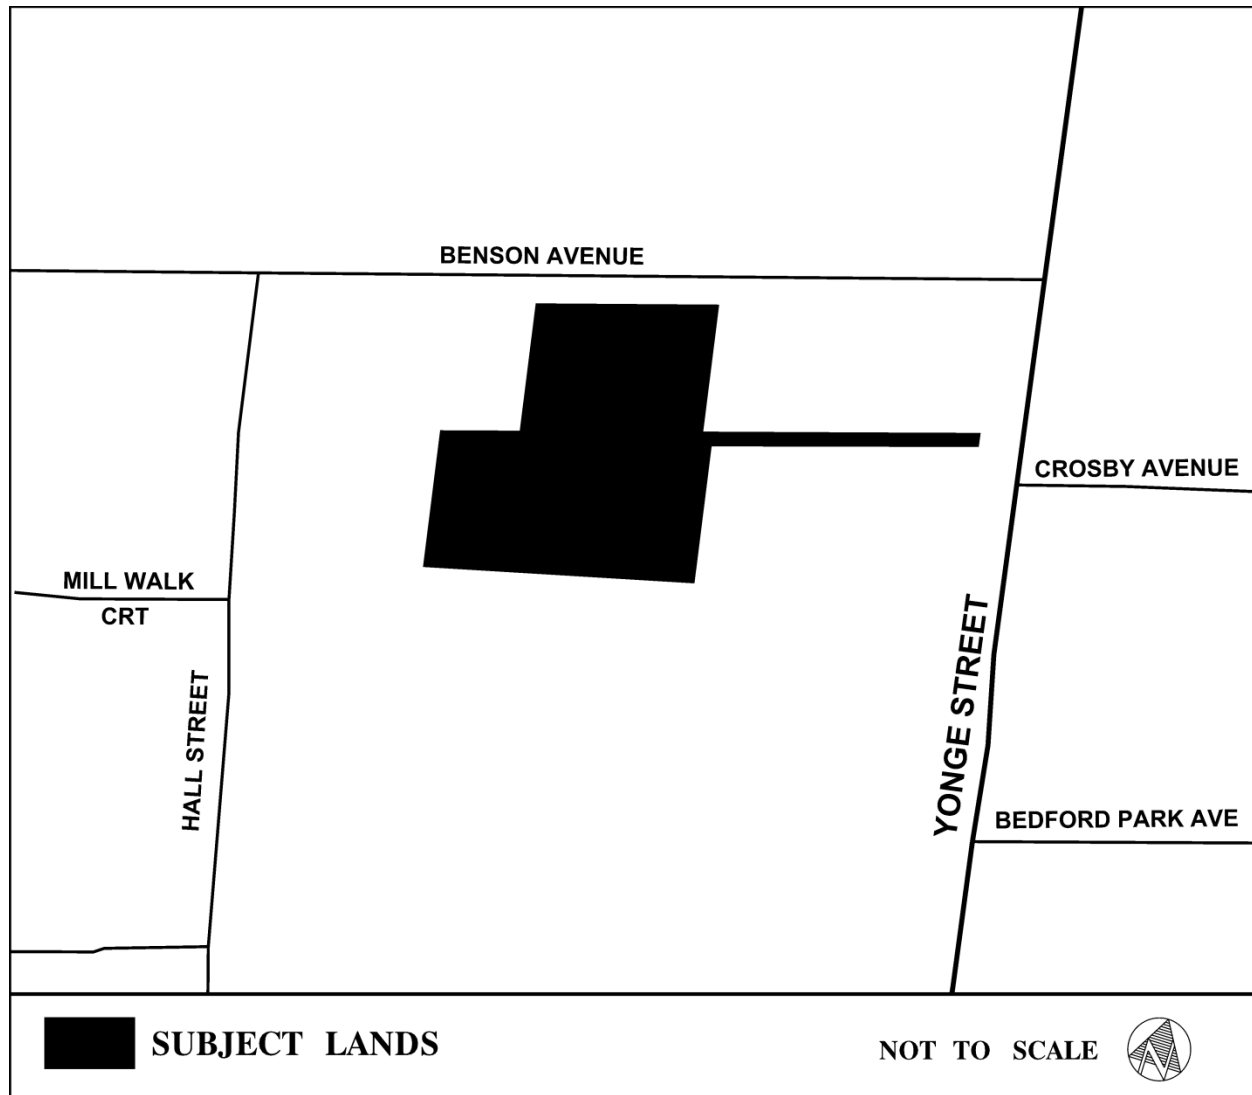 BENSON AVENUE
CROSBY AVENUE
MILL WALK
CRT
HALL STREET
YONGE STREET
BEDFORD PARK AVE
SUBJECT LANDS
NOT TO SCALE